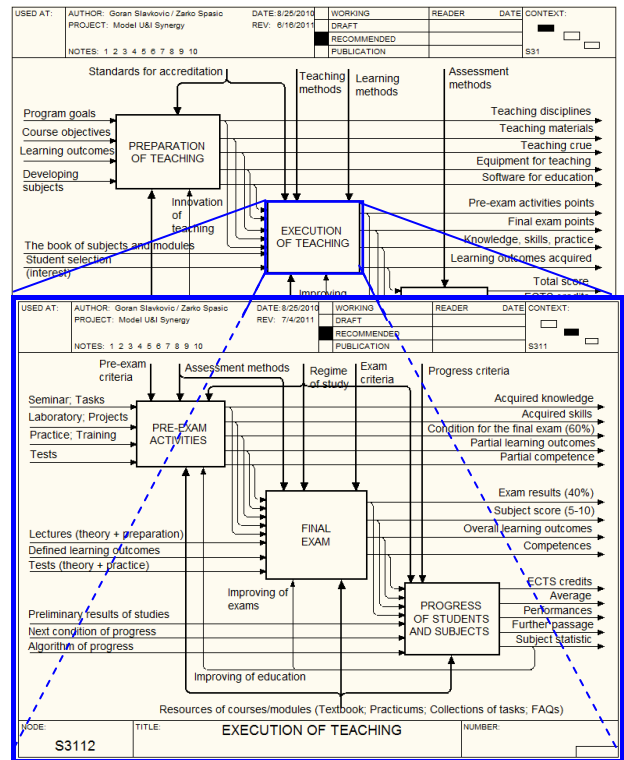 USED AT:
AUTHOR: Goran Slavkovic / Zarko Spasic
DATE: 8/25/2010
PROJECT: Model U&I Synergy
REV: 6/16/2011
NOTES: 1 2 3 4 5 6 7 8 9 10
WORKING
DRAFT
RECOMMENDED
PUBLICATION
READER
DATE
CONTEXT:
S31
Standards for accreditation
Teaching
methods
Learning
methods
Assessment
methods
Program goals
Course objectives
Learning outcomes
Developing
subjects
PREPARATION
OF TEACHING
Teaching disciplines
Teaching materials
Teaching crue
Equipment for teaching
Software for education
Innovation
of
teaching
The book of subjects and modules
Student selection
(interest)
EXECUTION
OF TEACHING
Pre-exam activities points
Final exam points
Knowledge, skills, practice
Learning outcomes acquired
Total score
ECTS credits
Improving
USED AT:
AUTHOR: Goran Slavkovic / Zarko Spasic
DATE: 8/25/2010
PROJECT: Model U&I Synergy
REV: 7/4/2011
NOTES: 1 2 3 4 5 6 7 8 9 10
WORKING
DRAFT
RECOMMENDED
PUBLICATION
READER
DATE
CONTEXT:
S311
Pre-exam
criteria
Assessment methods
Regime
of study
Exam
criteria
Progress criteria
Seminar; Tasks
Laboratory; Projects
Practice; Training
Tests
PRE-EXAM
ACTIVITIES
Acquired knowledge
Acquired skills
Condition for the final exam (60%)
Partial learning outcomes
Partial competence
Lectures (theory + preparation)
Defined learning outcomes
Tests (theory + practice)
FINAL
EXAM
Exam results (40%)
Subject score (5-10)
Overall learning outcomes
Competences
Improving of
exams
Preliminary results of studies
Next condition of progress
Algorithm of progress
PROGRESS
OF STUDENTS
AND SUBJECTS
ECTS credits
Average
Performances
Further passage
Subject statistic
Improving of education
Resources of courses/modules (Textbook; Practicums; Collections of tasks; FAQs)
NODE:
S3112
TITLE:
EXECUTION OF TEACHING
NUMBER: